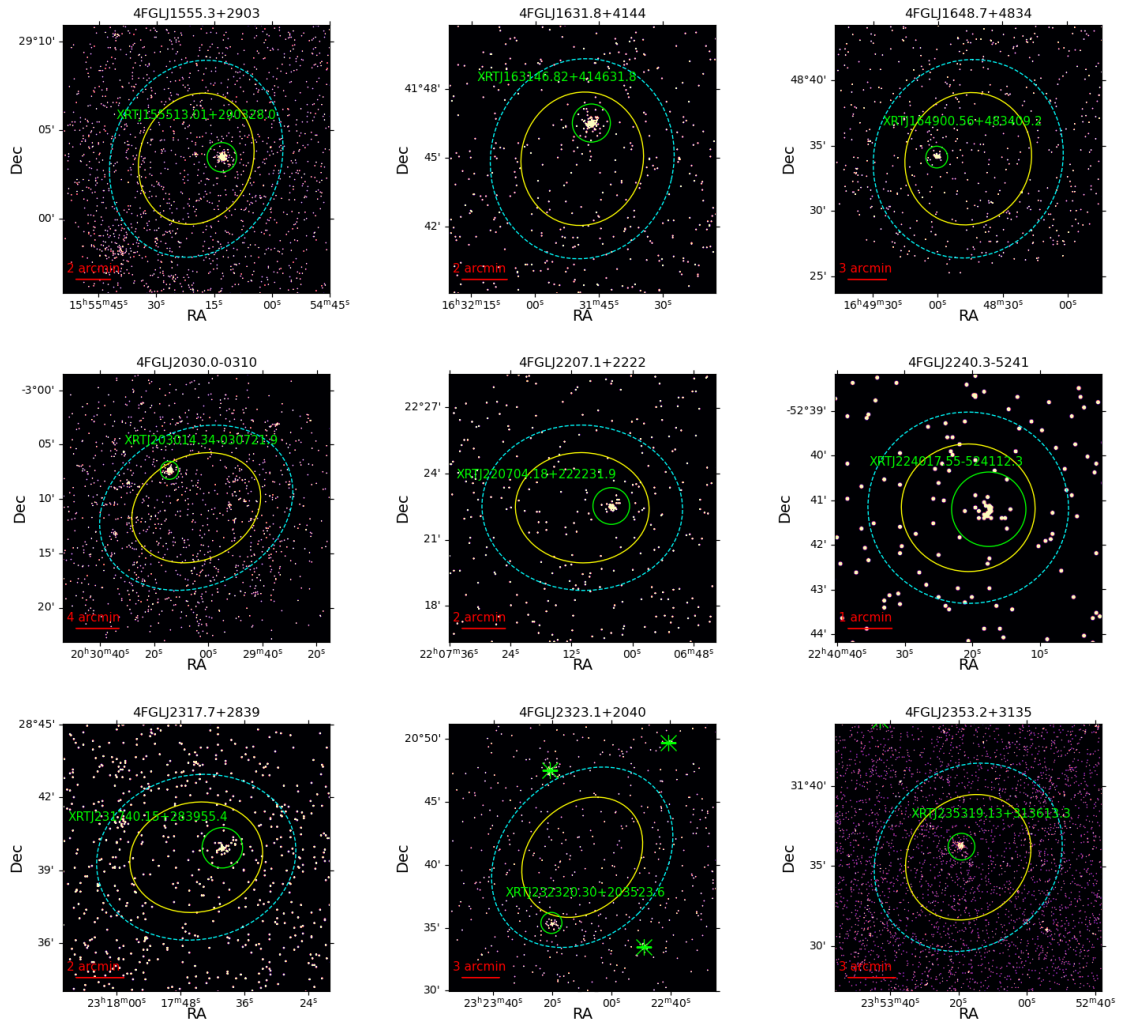 4FGLJ1555.3+2903
29°10'
05'
00'
Dec
XRTJ155513.01+290328.0
2 arcmin
15ʰ55ᵐ45ˢ 30ˢ 15ˢ 00ˢ 54ᵐ45ˢ
RA
4FGLJ1631.8+4144
41°48'
45'
42'
Dec
XRTJ163146.82+414631.8
2 arcmin
16ʰ32ᵐ15ˢ 00ˢ 31ᵐ45ˢ 30ˢ
RA
4FGLJ1648.7+4834
48°40'
35'
30'
25'
Dec
XRTJ164900.56+483409.2
3 arcmin
16ʰ49ᵐ30ˢ 00ˢ 48ᵐ30ˢ 00ˢ
RA
4FGLJ2030.0-0310
-3°00'
05'
10'
15'
20'
Dec
XRTJ203014.34-030721.9
4 arcmin
20ʰ30ᵐ40ˢ 20ˢ 00ˢ 29ᵐ40ˢ 20ˢ
RA
4FGLJ2207.1+2222
22°27'
24'
21'
18'
Dec
XRTJ220704.18+222231.9
2 arcmin
22ʰ07ᵐ36ˢ 24ˢ 12ˢ 00ˢ 06ᵐ48ˢ
RA
4FGLJ2240.3-5241
-52°39'
40'
41'
42'
43'
44'
Dec
XRTJ224017.55-524112.3
1 arcmin
22ʰ40ᵐ40ˢ 30ˢ 20ˢ 10ˢ
RA
4FGLJ2317.7+2839
28°45'
42'
39'
36'
Dec
XRTJ231740.15+283955.4
2 arcmin
23ʰ18ᵐ00ˢ 17ᵐ48ˢ 36ˢ 24ˢ
RA
4FGLJ2323.1+2040
20°50'
45'
40'
35'
30'
Dec
XRTJ232320.30+203523.6
3 arcmin
23ʰ23ᵐ40ˢ 20ˢ 00ˢ 22ᵐ40ˢ
RA
4FGLJ2353.2+3135
31°40'
35'
30'
Dec
XRTJ235319.13+313613.3
3 arcmin
23ʰ53ᵐ40ˢ 20ˢ 00ˢ 52ᵐ40ˢ
RA